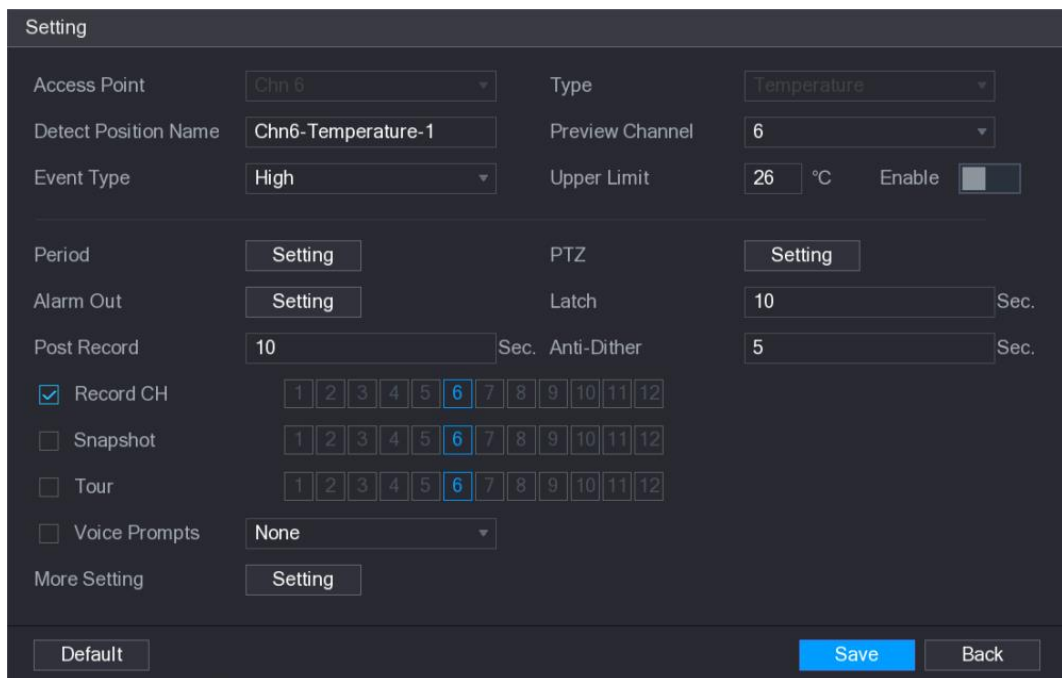 Setting
Access Point Chn 6 Type Temperature
Detect Position Name Chn6-Temperature-1 Preview Channel 6
Event Type High Upper Limit 26 °C Enable
Period Setting PTZ Setting
Alarm Out Setting Latch 10 Sec.
Post Record 10 Sec. Anti-Dither 5 Sec.
Record CH 1 2 3 4 5 6 7 8 9 10 11 12
Snapshot 1 2 3 4 5 6 7 8 9 10 11 12
Tour 1 2 3 4 5 6 7 8 9 10 11 12
Voice Prompts None
More Setting Setting
Default Save Back